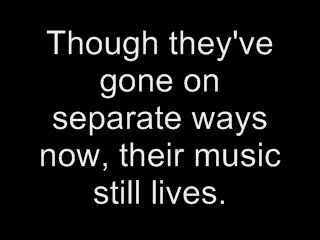 Though they've
gone on
separate ways
now, their music
still lives.